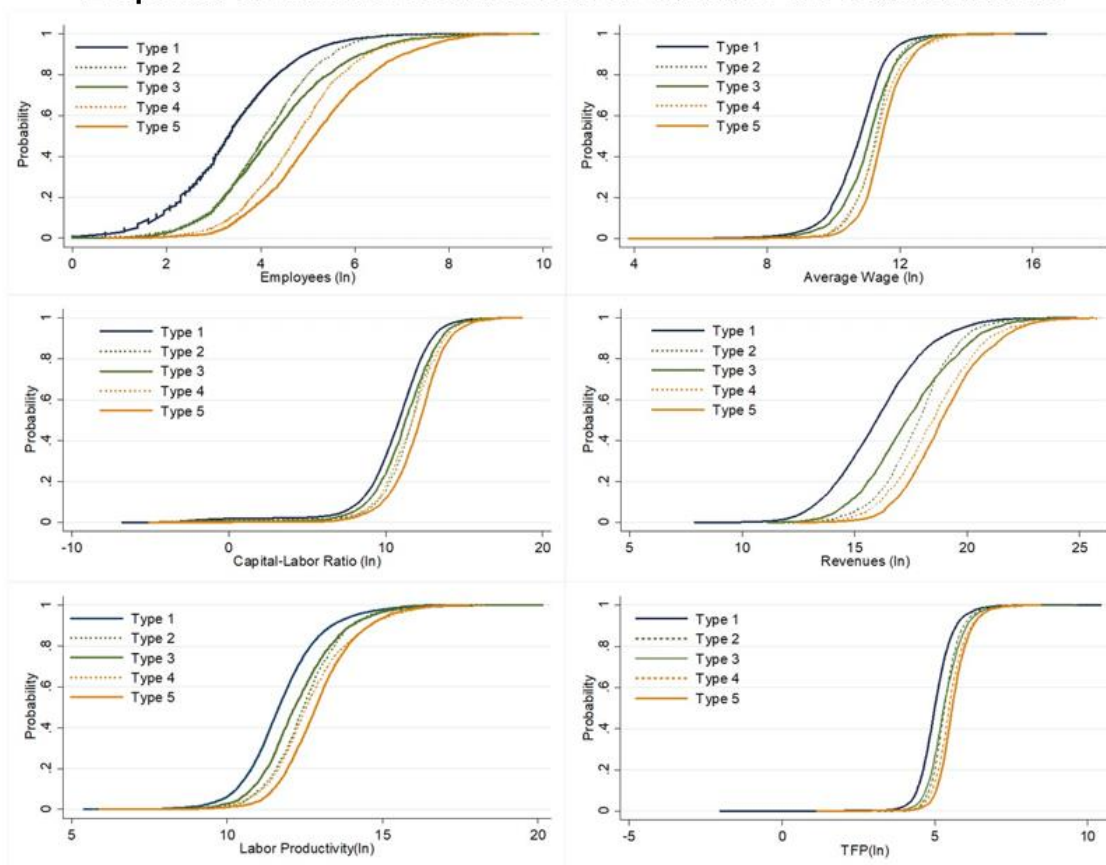 Type 1
Type 2
Type 3
Type 4
Type 5
Probability
1
.8
.6
.4
.2
0
0 2 4 6 8 10
Employees (ln)
Type 1
Type 2
Type 3
Type 4
Type 5
Probability
1
.8
.6
.4
.2
0
4 8 12 16
Average Wage (ln)
Type 1
Type 2
Type 3
Type 4
Type 5
Probability
1
.8
.6
.4
.2
0
-10 0 10 20
Capital-Labor Ratio (ln)
Type 1
Type 2
Type 3
Type 4
Type 5
Probability
1
.8
.6
.4
.2
0
5 10 15 20 25
Revenues (ln)
Type 1
Type 2
Type 3
Type 4
Type 5
Probability
1
.8
.6
.4
.2
0
5 10 15 20
Labor Productivity(ln)
Type 1
Type 2
Type 3
Type 4
Type 5
Probability
1
.8
.6
.4
.2
0
-5 0 5 10
TFP(ln)